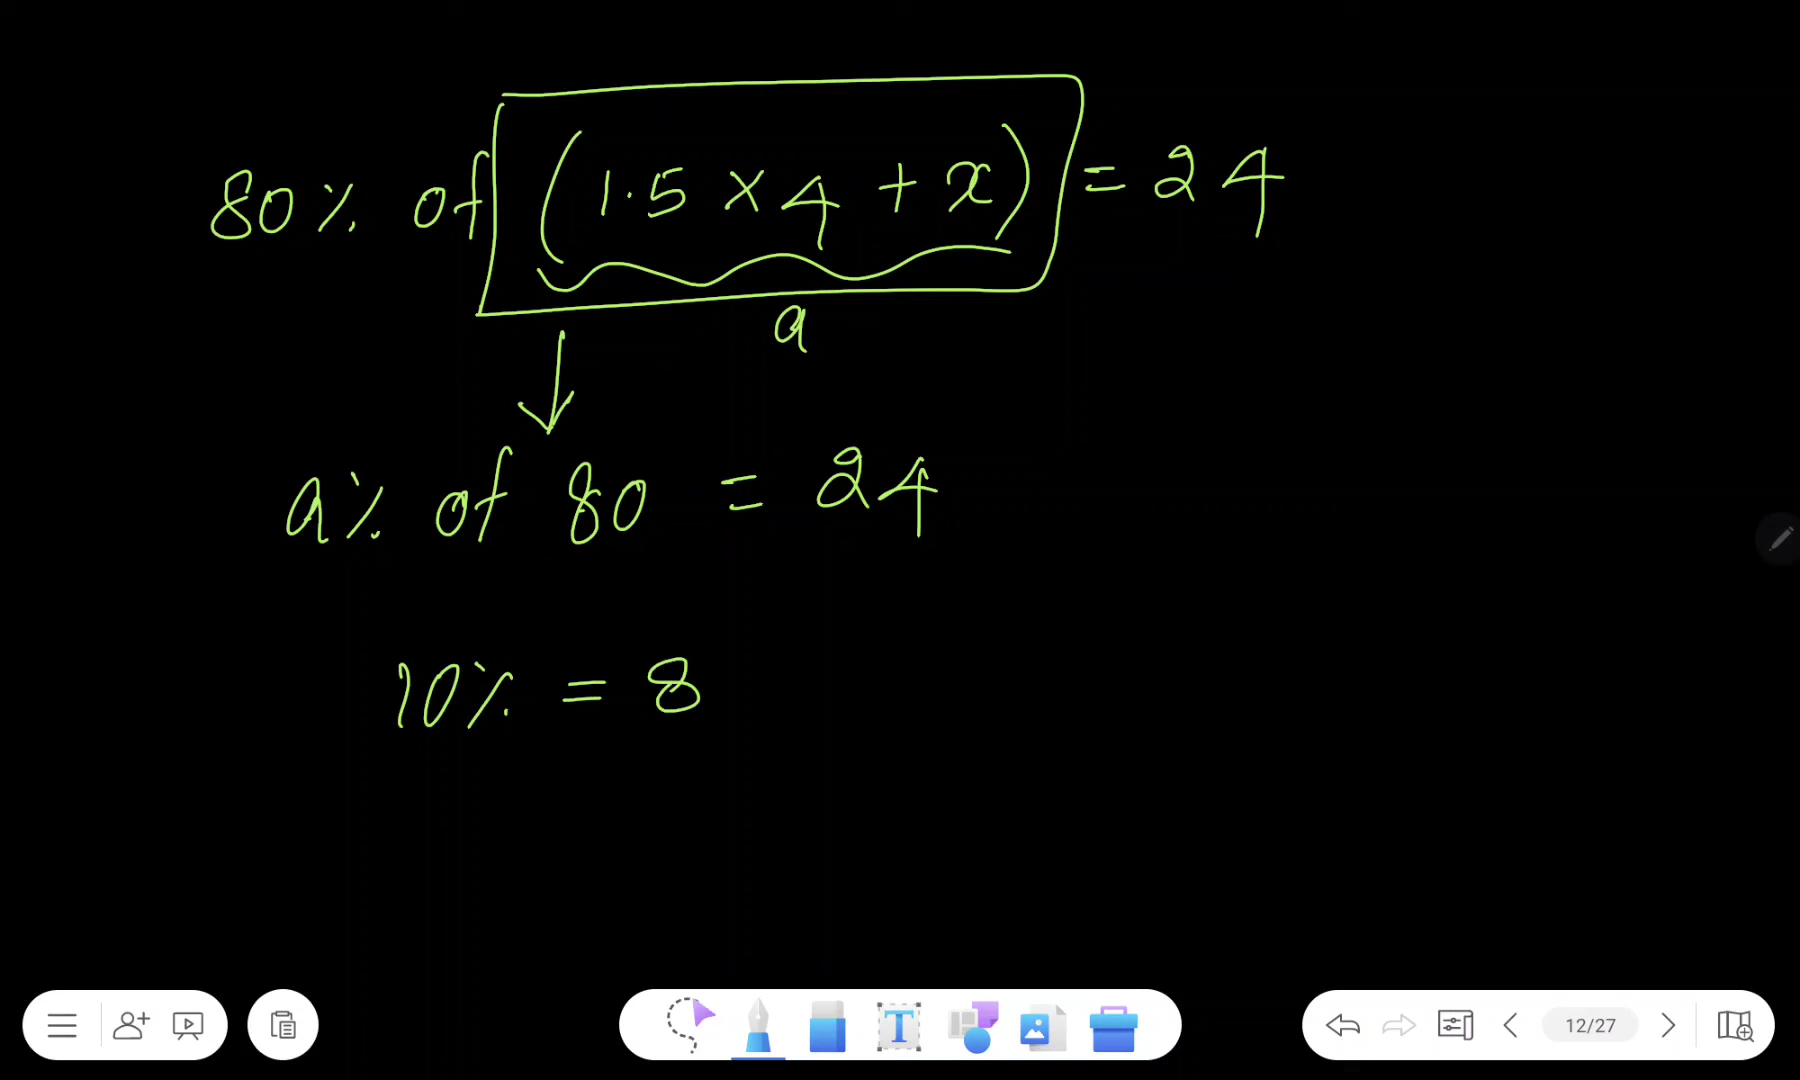 80% of (1.5 × 4 + x) = 24
a
a% of 80 = 24
10% = 8
T
12/27